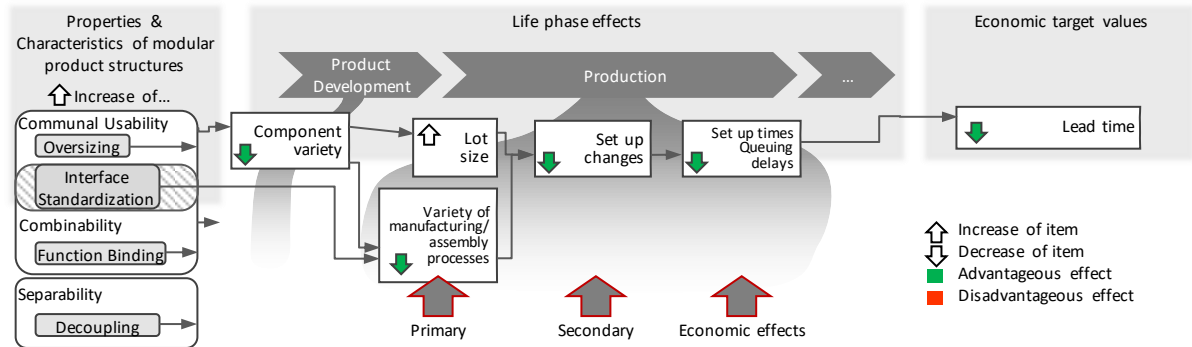 Properties &
Characteristics of modular
product structures
Increase of...
Communal Usability
Oversizing
Interface
Standardization
Combinability
Function Binding
Separability
Decoupling
Life phase effects
Product
Development
Production
...
Component
variety
Lot
size
Set up
changes
Set up times
Queuing
delays
Variety of
manufacturing/
assembly
processes
Primary
Secondary
Economic effects
Economic target values
Lead time
Increase of item
Decrease of item
Advantageous effect
Disadvantageous effect